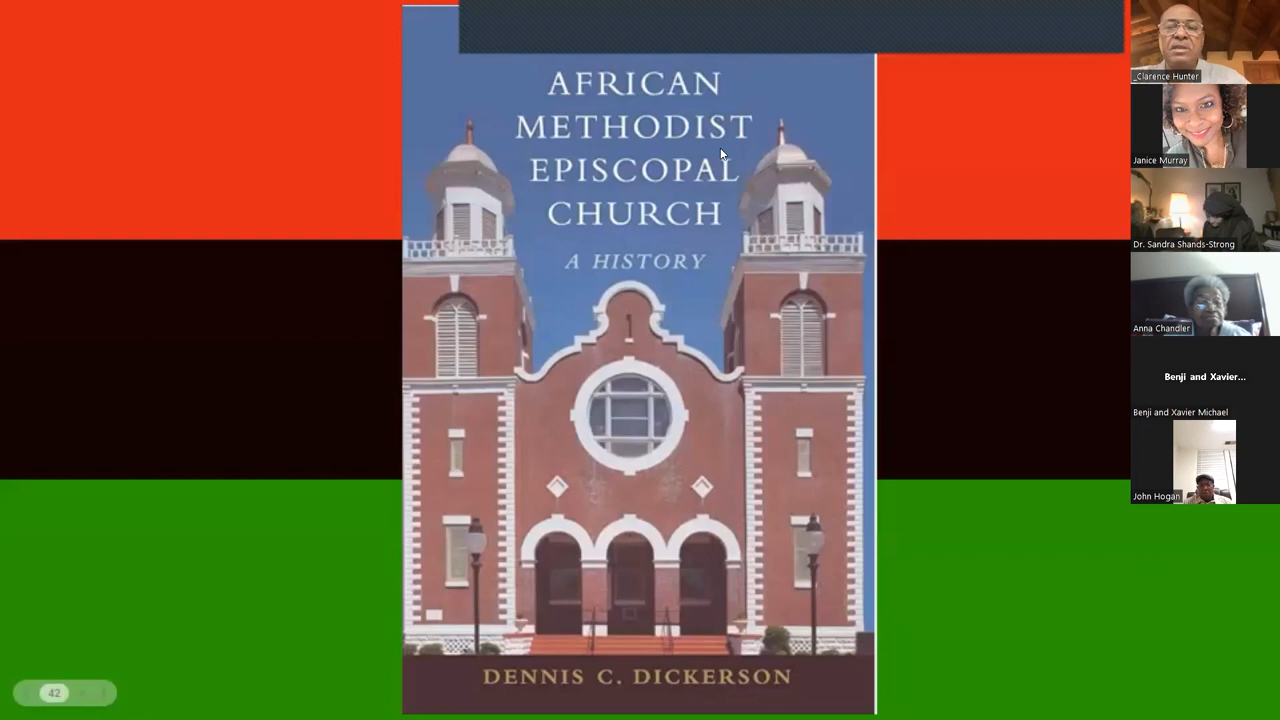 AFRICAN
METHODIST
EPISCOPAL
CHURCH
A HISTORY
DENNIS C. DICKERSON
42
_Clarence Hunter
Janice Murray
Dr. Sandra Shands-Strong
Anna Chandler
Benji and Xavier...
Benji and Xavier Michael
John Hogan